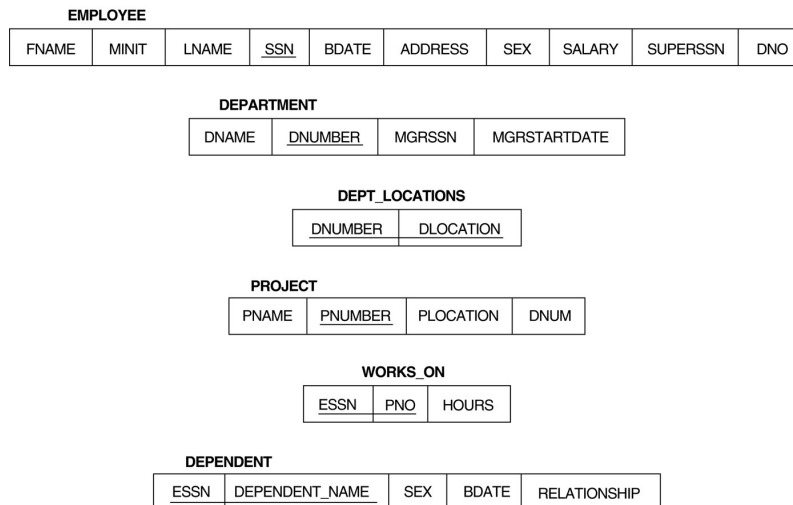 EMPLOYEE
FNAME MINIT LNAME SSN BDATE ADDRESS SEX SALARY SUPERSSN DNO
DEPARTMENT
DNAME DNUMBER MGRSSN MGRSTARTDATE
DEPT_LOCATIONS
DNUMBER DLOCATION
PROJECT
PNAME PNUMBER PLOCATION DNUM
WORKS_ON
ESSN PNO HOURS
DEPENDENT
ESSN DEPENDENT_NAME SEX BDATE RELATIONSHIP